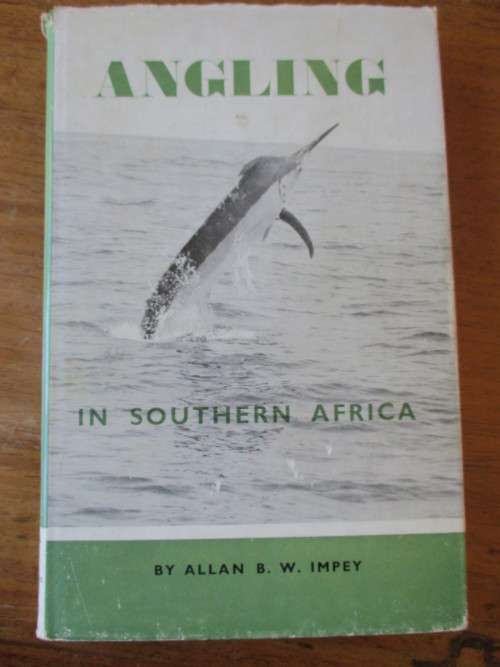 ANGLING
IN SOUTHERN AFRICA
BY ALLAN B. W. IMPEY